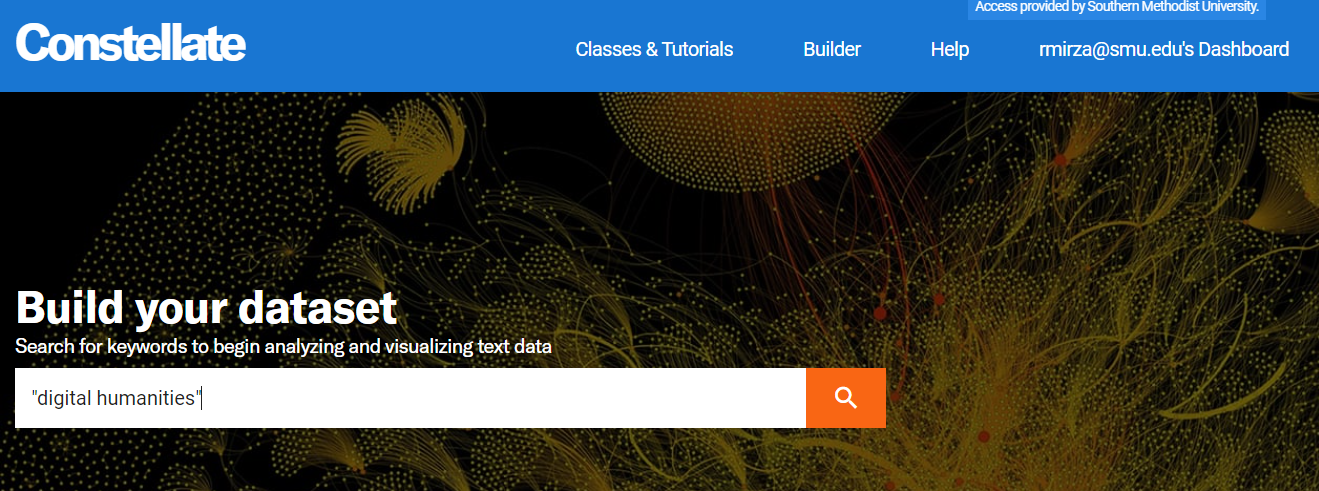 Access provided by Southern Methodist University.
Constellate
Classes & Tutorials Builder Help rmirza@smu.edu's Dashboard
Build your dataset
Search for keywords to begin analyzing and visualizing text data
"digital humanities"